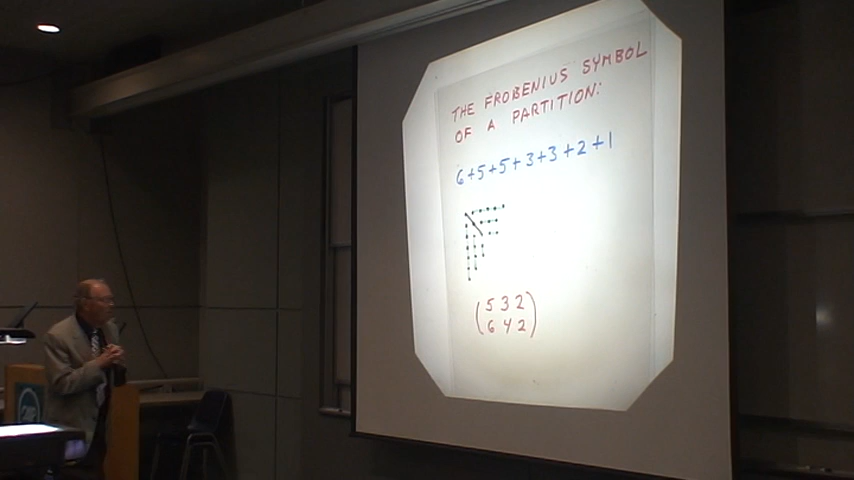 THE FROBENIUS SYMBOL
OF A PARTITION:
6+5+5+3+3+2+1
5 3 2
6 4 2